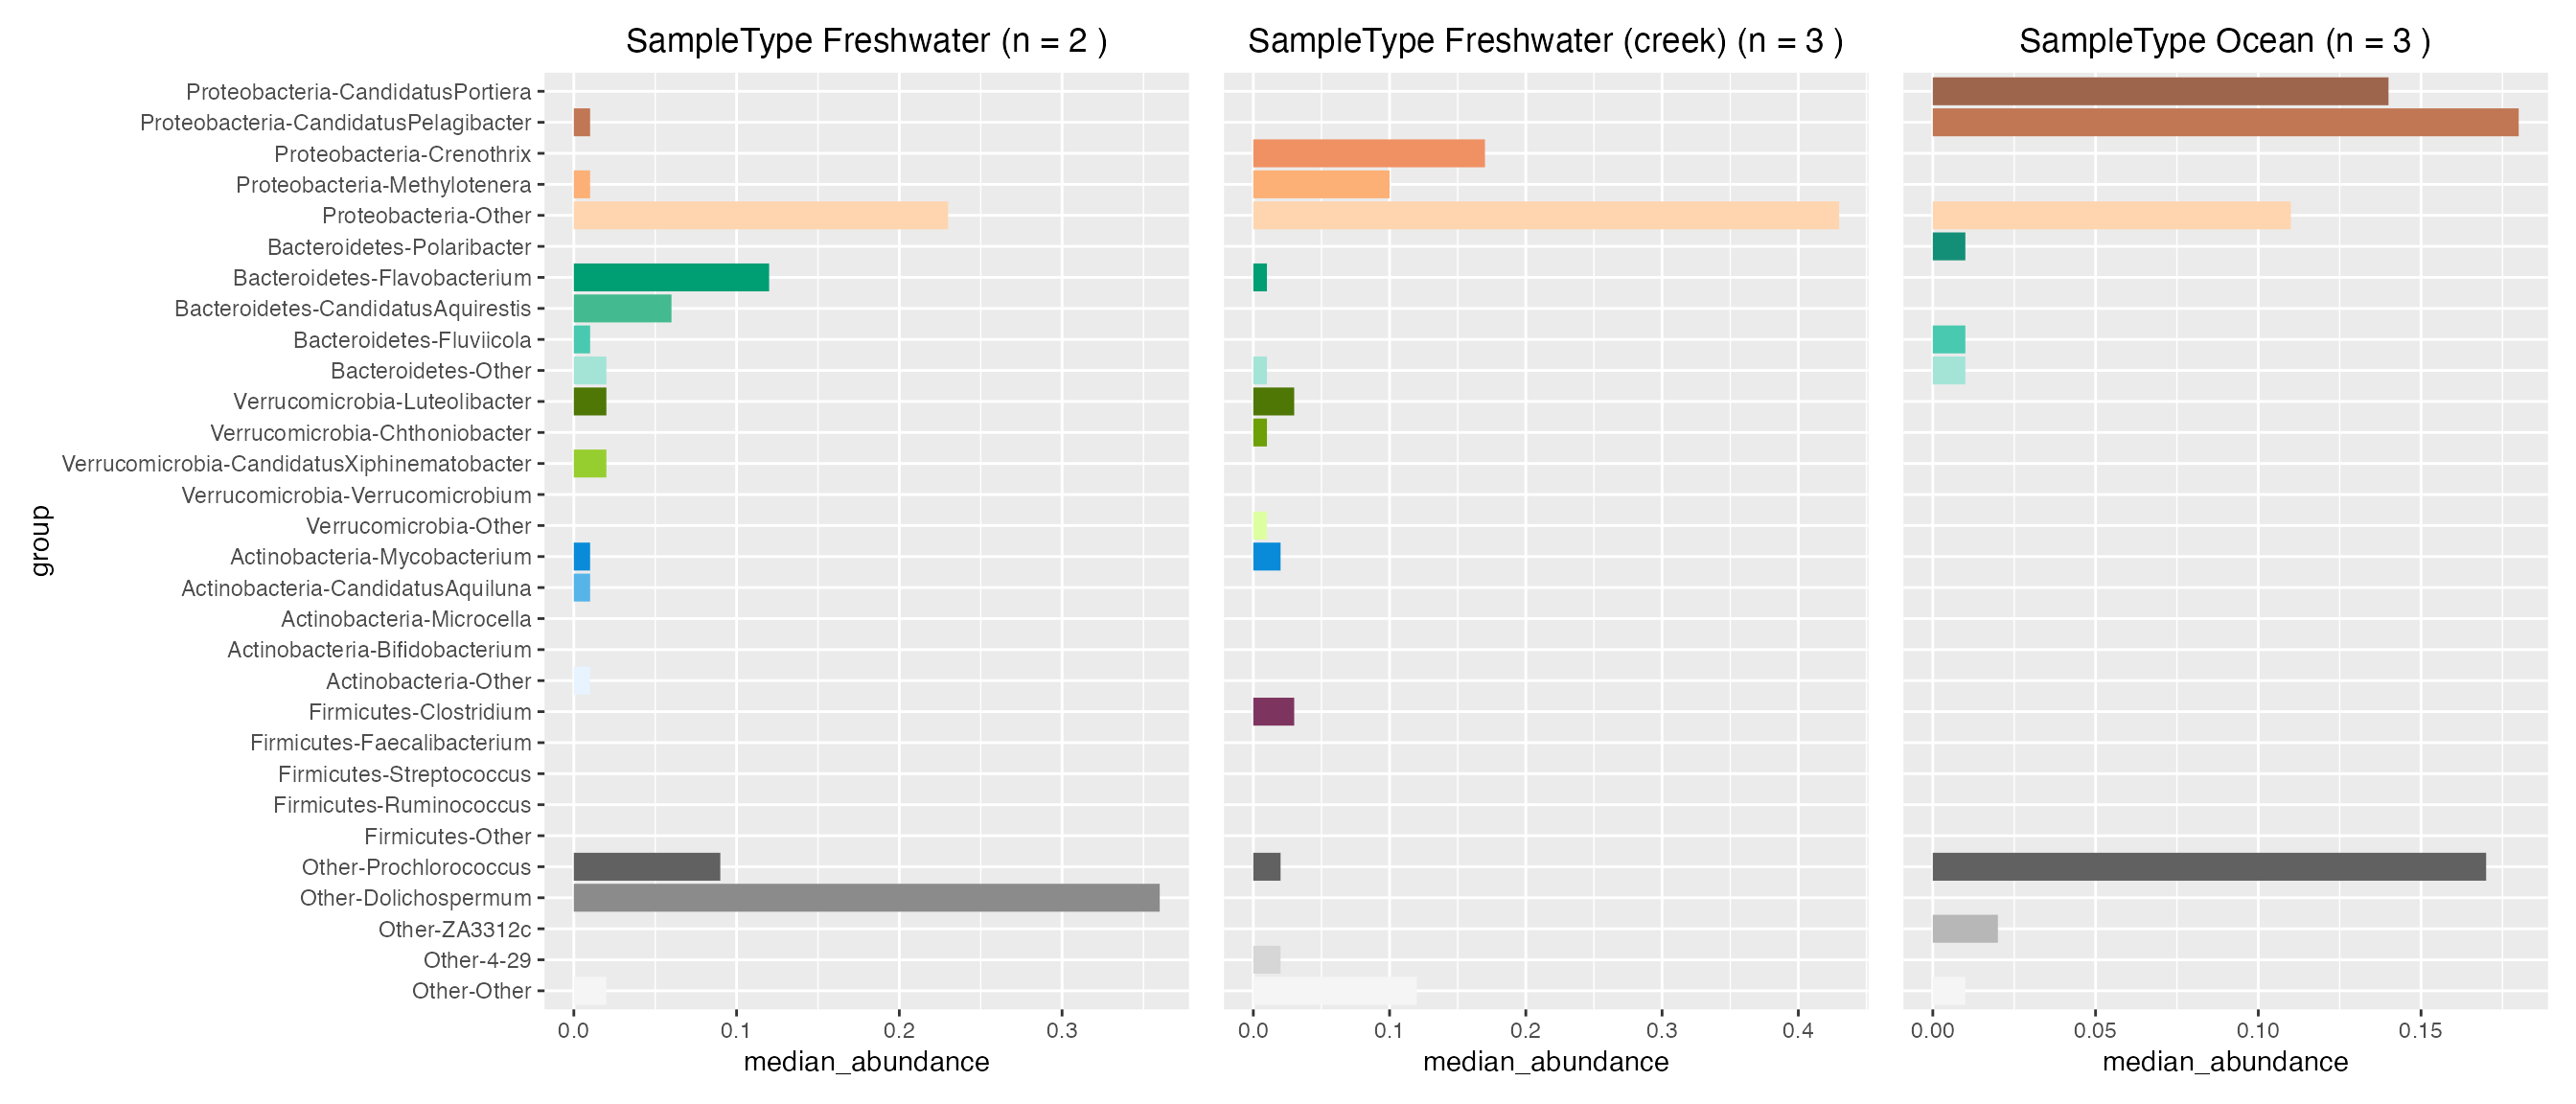 SampleType Freshwater (n = 2 )
SampleType Freshwater (creek) (n = 3 )
SampleType Ocean (n = 3 )
group
Proteobacteria-CandidatusPortiera
Proteobacteria-CandidatusPelagibacter
Proteobacteria-Crenothrix
Proteobacteria-Methylotenera
Proteobacteria-Other
Bacteroidetes-Polaribacter
Bacteroidetes-Flavobacterium
Bacteroidetes-CandidatusAquirestis
Bacteroidetes-Fluviicola
Bacteroidetes-Other
Verrucomicrobia-Luteolibacter
Verrucomicrobia-Chthoniobacter
Verrucomicrobia-CandidatusXiphinematobacter
Verrucomicrobia-Verrucomicrobium
Verrucomicrobia-Other
Actinobacteria-Mycobacterium
Actinobacteria-CandidatusAquiluna
Actinobacteria-Microcella
Actinobacteria-Bifidobacterium
Actinobacteria-Other
Firmicutes-Clostridium
Firmicutes-Faecalibacterium
Firmicutes-Streptococcus
Firmicutes-Ruminococcus
Firmicutes-Other
Other-Prochlorococcus
Other-Dolichospermum
Other-ZA3312c
Other-4-29
Other-Other
0.0 0.1 0.2 0.3
0.0 0.1 0.2 0.3 0.4
0.00 0.05 0.10 0.15
median_abundance
median_abundance
median_abundance